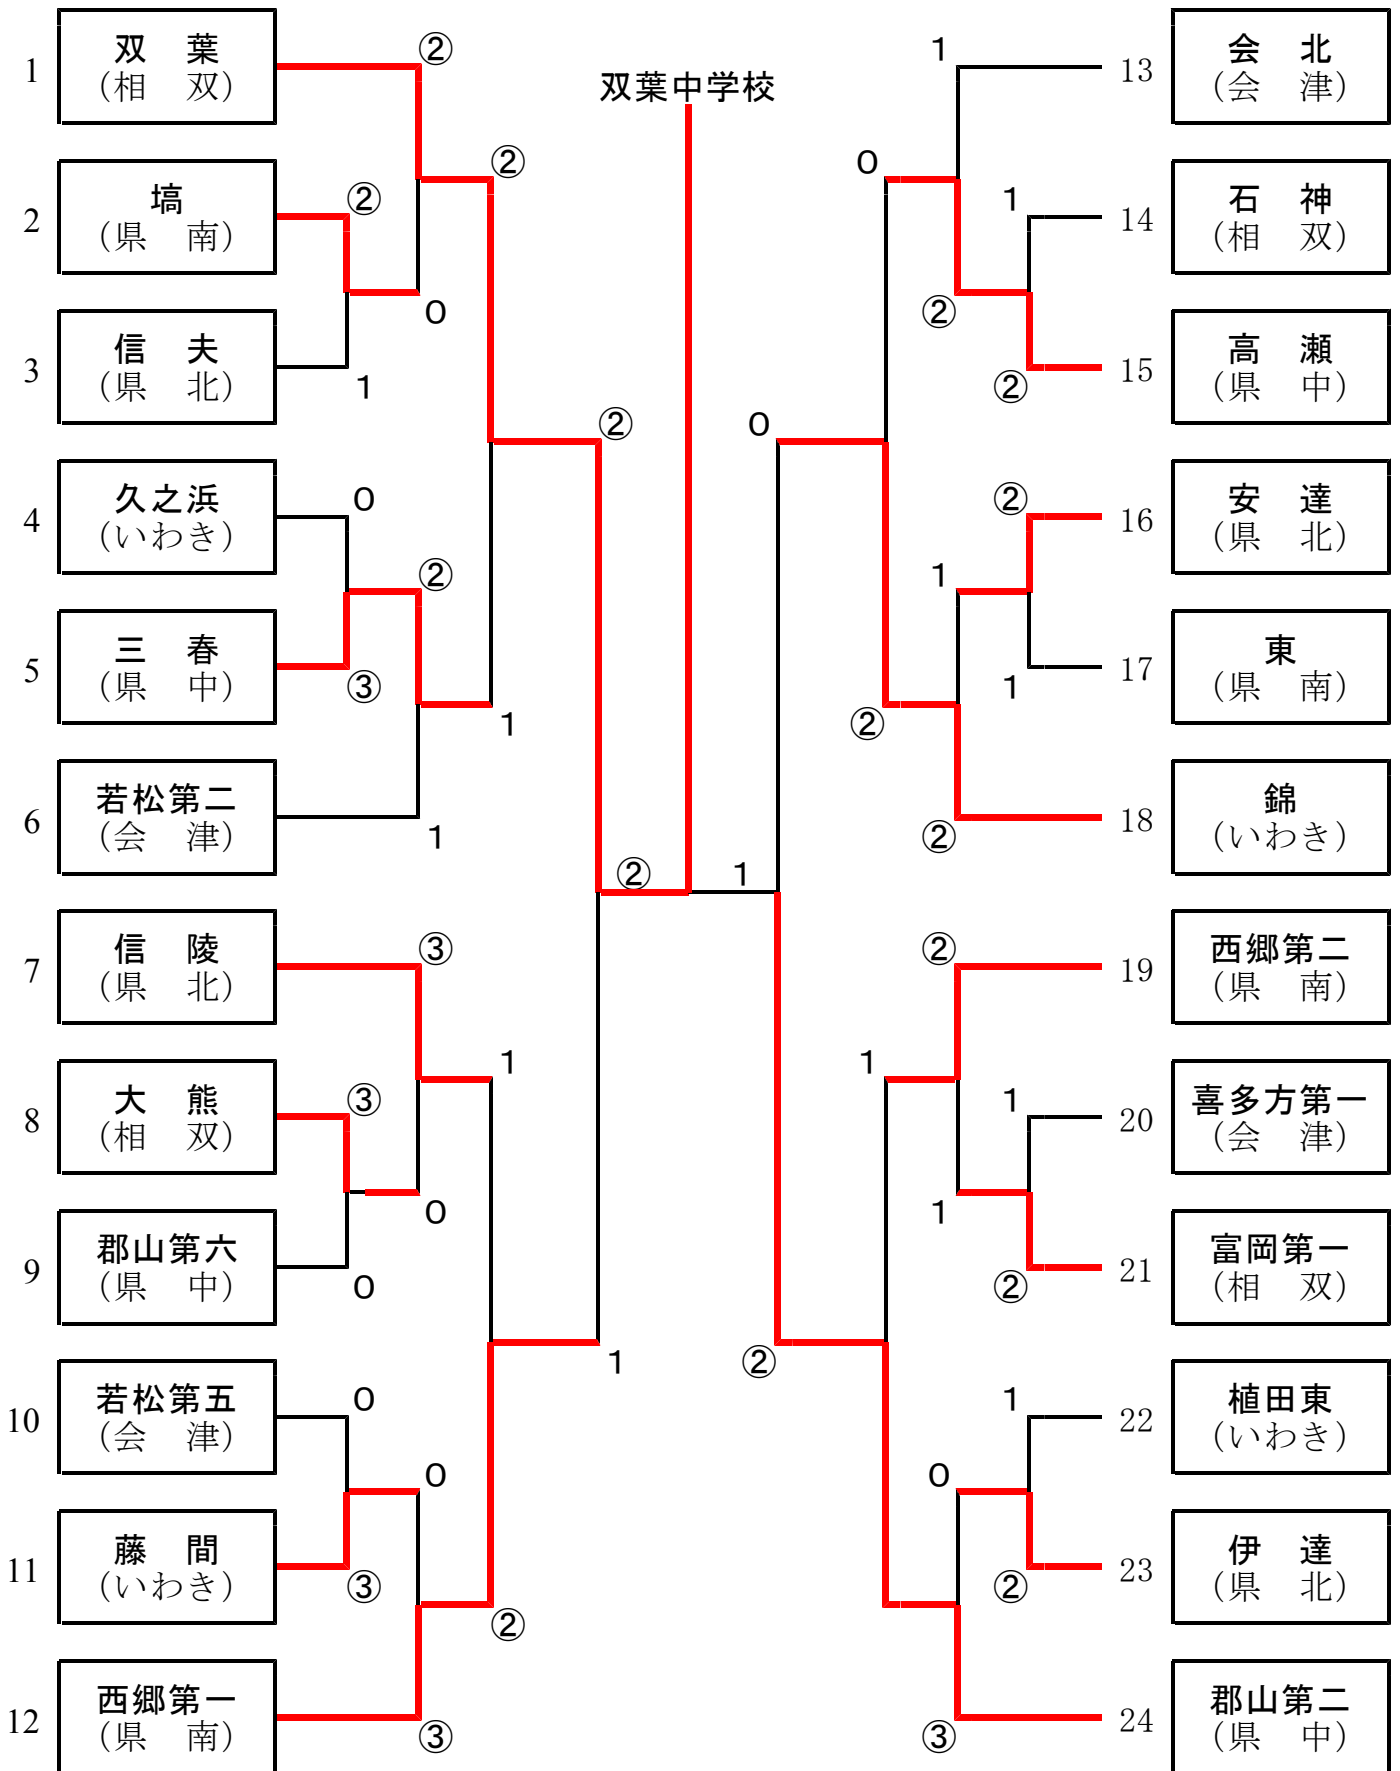 双葉中学校
1
双　葉
（相　双）
②
2
塙
（県　南）
②
②
0
3
信　夫
（県　北）
1
4
久之浜
（いわき）
0
②
5
三　春
（県　中）
③
②
1
6
若松第二
（会　津）
1
②
7
信　陵
（県　北）
③
1
8
大　熊
（相　双）
③
0
9
郡山第六
（県　中）
0
1
10
若松第五
（会　津）
0
0
11
藤　間
（いわき）
③
②
12
西郷第一
（県　南）
③
1
13
会　北
（会　津）
0
1
14
石　神
（相　双）
②
②
15
高　瀬
（県　中）
0
②
16
安　達
（県　北）
1
1
17
東
（県　南）
②
②
18
錦
（いわき）
1
②
19
西郷第二
（県　南）
1
1
20
喜多方第一
（会　津）
1
②
21
富岡第一
（相　双）
②
1
22
植田東
（いわき）
0
②
23
伊　達
（県　北）
③
24
郡山第二
（県　中）